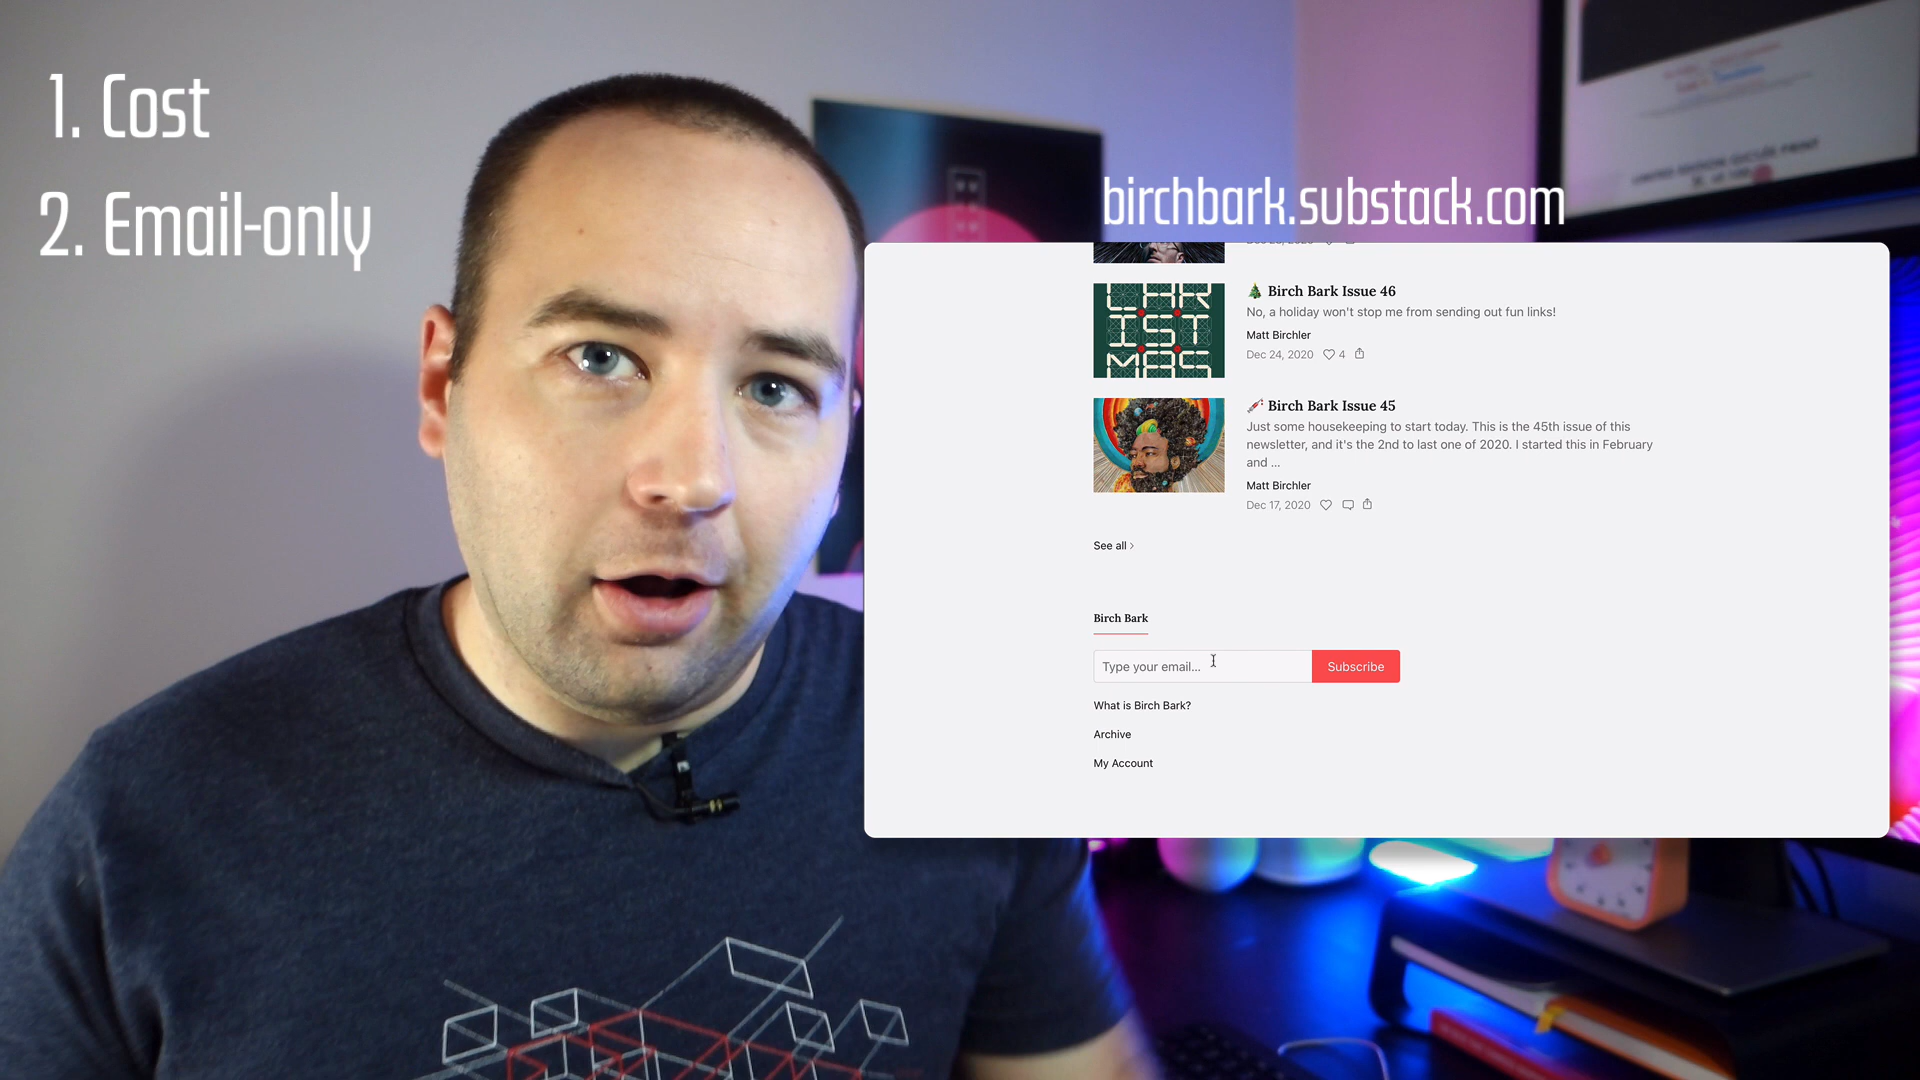 1. Cost
2. Email-only
birchbark.substack.com
🎄 Birch Bark Issue 46
No, a holiday won't stop me from sending out fun links!
Matt Birchler
Dec 24, 2020 4
💉 Birch Bark Issue 45
Just some housekeeping to start today. This is the 45th issue of this
newsletter, and it's the 2nd to last one of 2020. I started this in February
and ...
Matt Birchler
Dec 17, 2020
See all ›
Birch Bark
Type your email... Subscribe
What is Birch Bark?
Archive
My Account